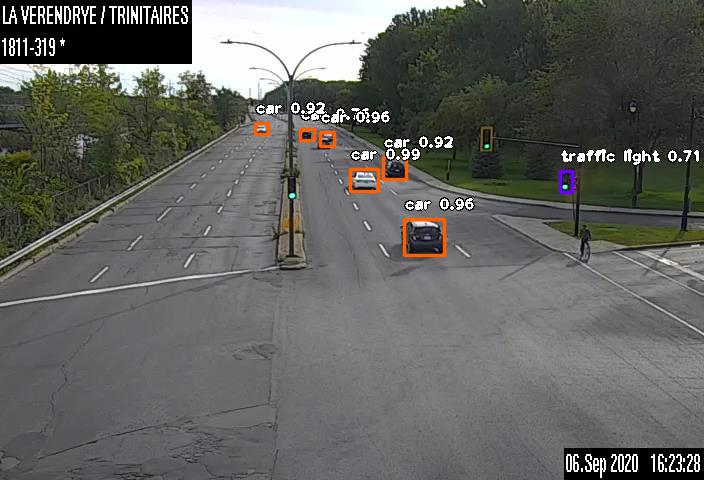 LA VERENDRYE / TRINITAIRES
1811-319 *
car 0.92
car 0.96
car 0.92
car 0.99
traffic light 0.71
car 0.96
06.Sep 2020 16:23:28